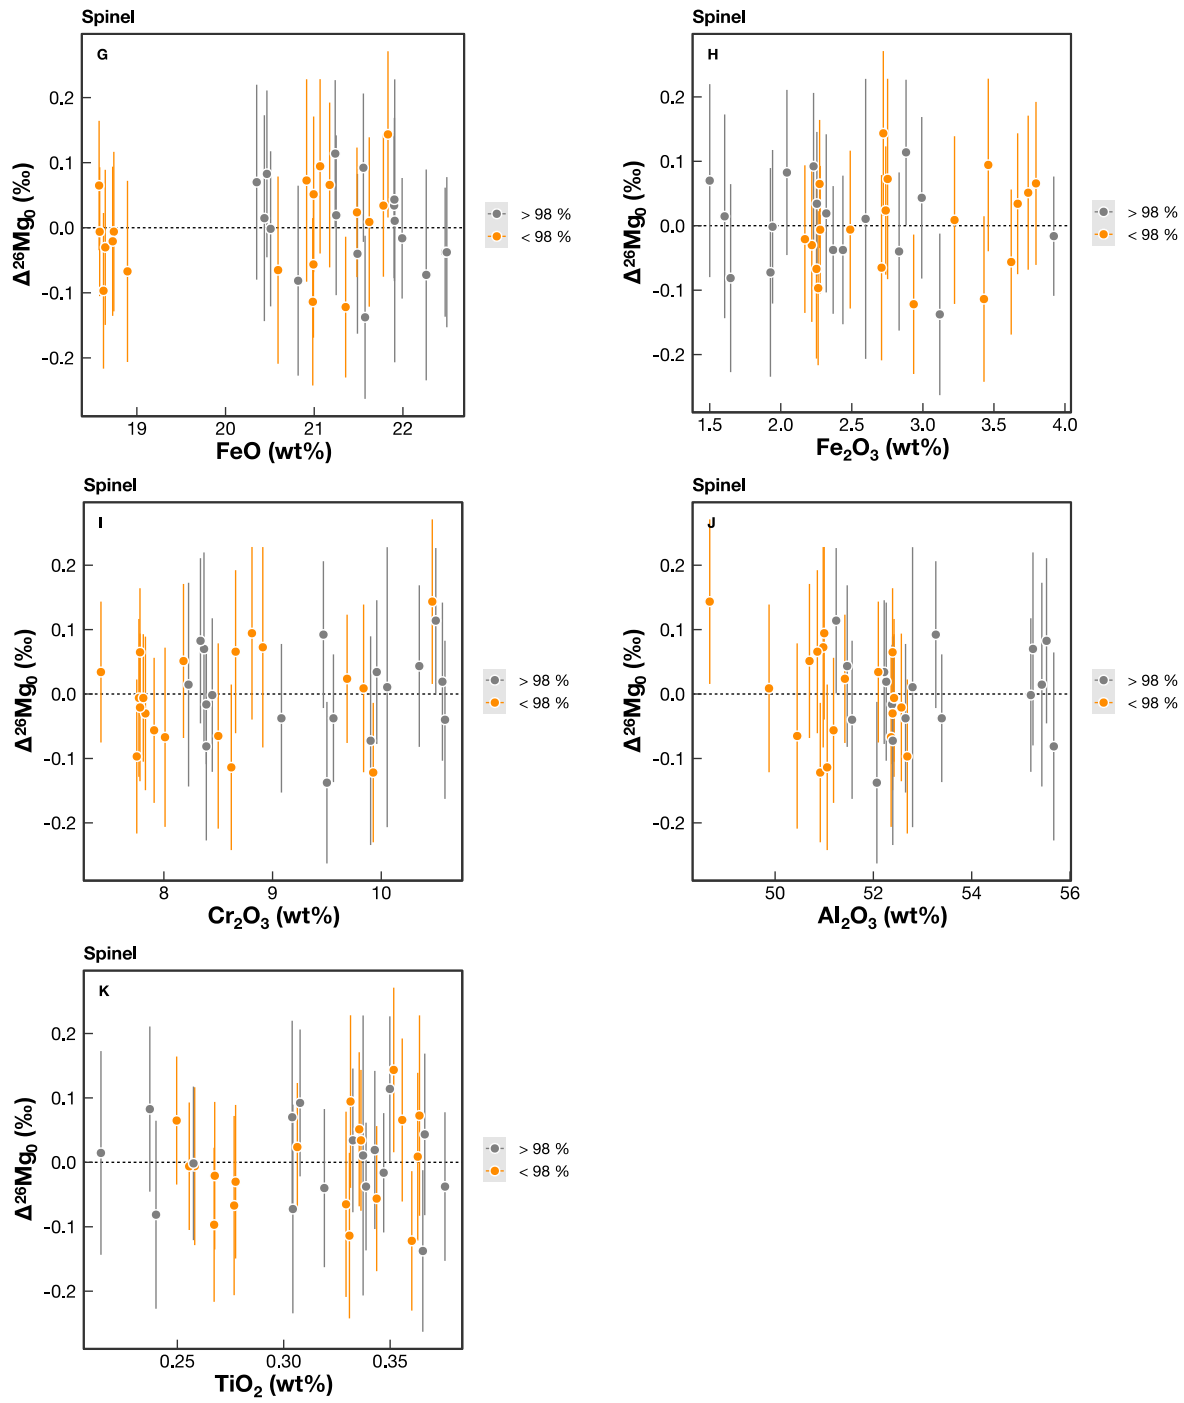 Spinel
G
0.2
0.1
0.0
-0.1
-0.2
Δ²⁶Mg₀ (‰)
19 20 21 22
FeO (wt%)
> 98 %
< 98 %
Spinel
H
0.2
0.1
0.0
-0.1
-0.2
Δ²⁶Mg₀ (‰)
1.5 2.0 2.5 3.0 3.5 4.0
Fe₂O₃ (wt%)
> 98 %
< 98 %
Spinel
I
0.2
0.1
0.0
-0.1
-0.2
Δ²⁶Mg₀ (‰)
8 9 10
Cr₂O₃ (wt%)
> 98 %
< 98 %
Spinel
J
0.2
0.1
0.0
-0.1
-0.2
Δ²⁶Mg₀ (‰)
50 52 54 56
Al₂O₃ (wt%)
> 98 %
< 98 %
Spinel
K
0.2
0.1
0.0
-0.1
-0.2
Δ²⁶Mg₀ (‰)
0.25 0.30 0.35
TiO₂ (wt%)
> 98 %
< 98 %